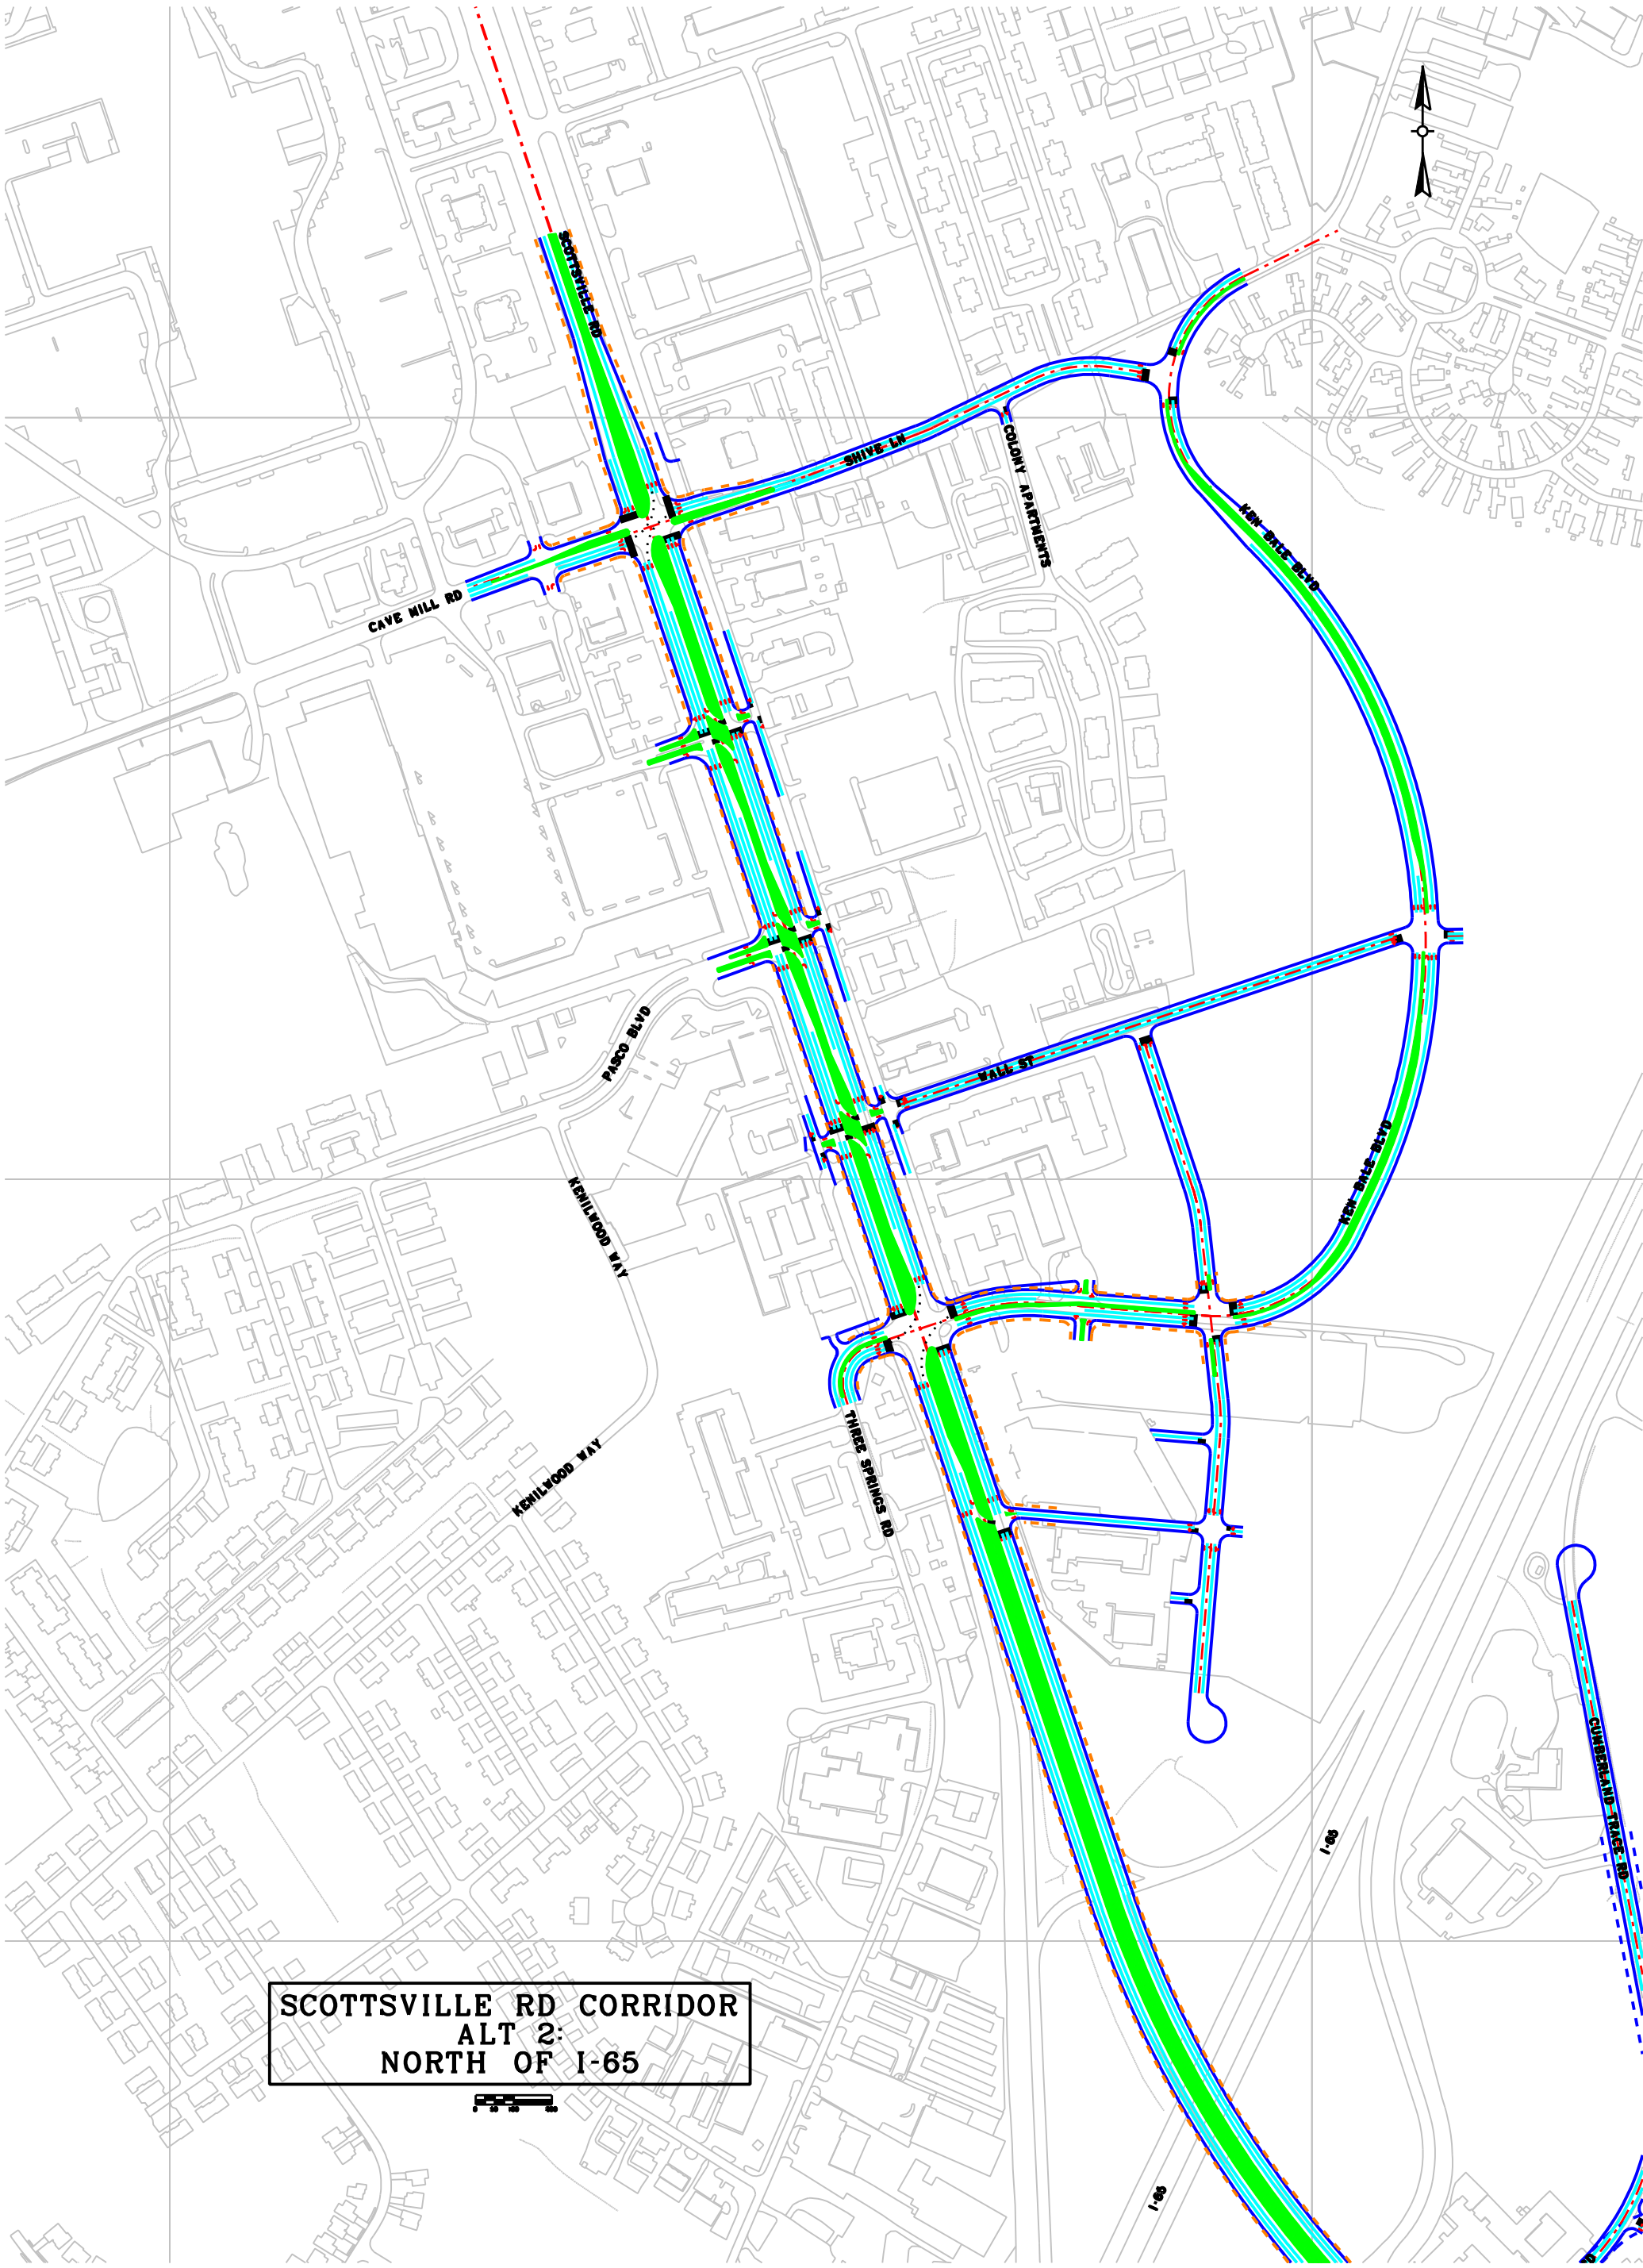 SCOTTSVILLE RD
SHIVE LN
COLONY APARTMENTS
KEN BALE BLVD
CAVE MILL RD
PASCO BLVD
WALL ST
KEN BALE BLVD
KENILWOOD WAY
THREE SPRINGS RD
KENILWOOD WAY
CUMBERLAND TRACE RD
I-65
SCOTTSVILLE RD CORRIDOR
ALT 2:
NORTH OF I-65
I-65